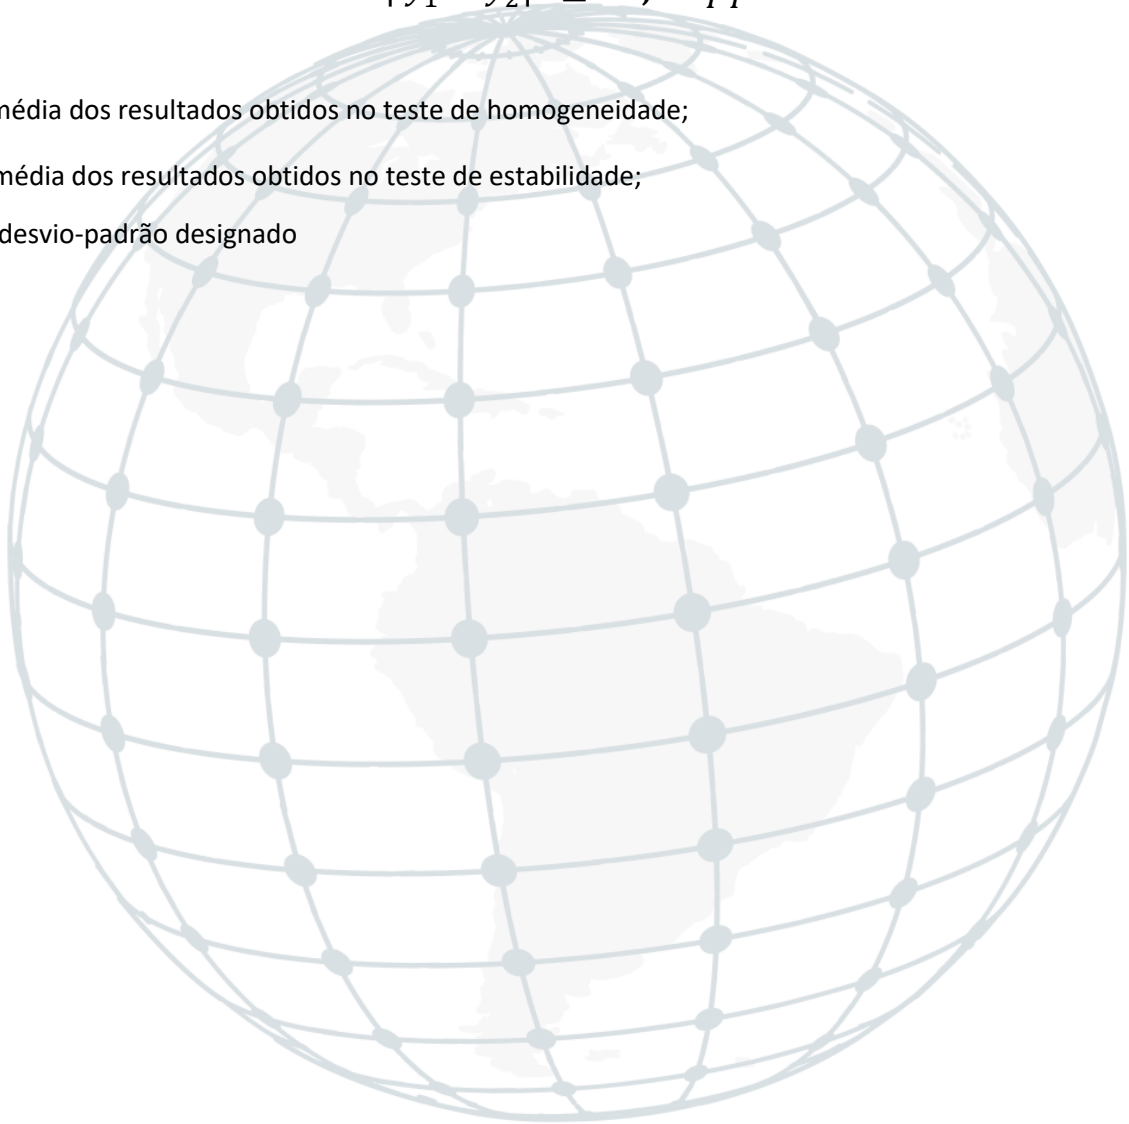 média dos resultados obtidos no teste de homogeneidade;
média dos resultados obtidos no teste de estabilidade;
desvio-padrão designado